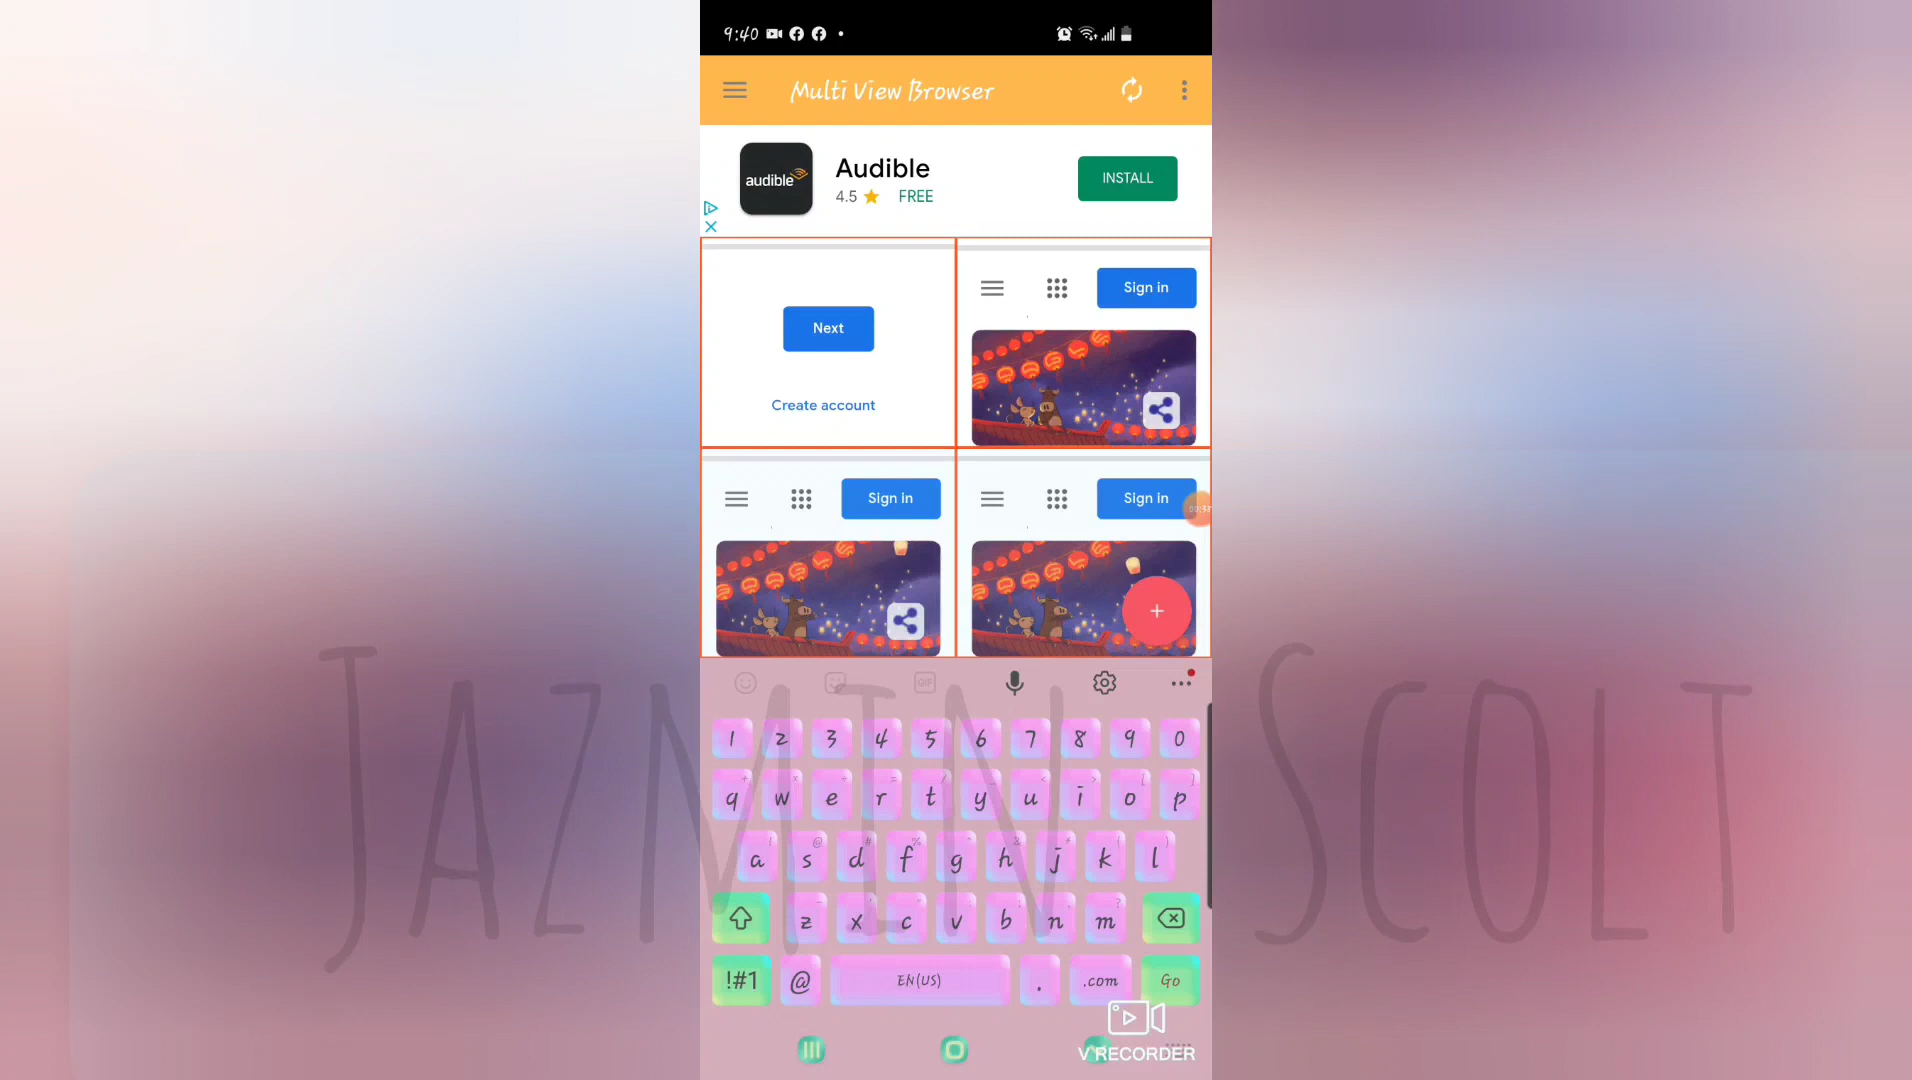 9:40
Multi View Browser
audible
Audible
4.5 FREE
INSTALL
Next
Create account
Sign in
Sign in
Sign in
GIF
1 2 3 4 5 6 7 8 9 0
q w e r t y u i o p
a s d f g h j k l
z x c v b n m
!#1 @ EN(US) . .com Go
V RECORDER
JAZMIN SCOLT